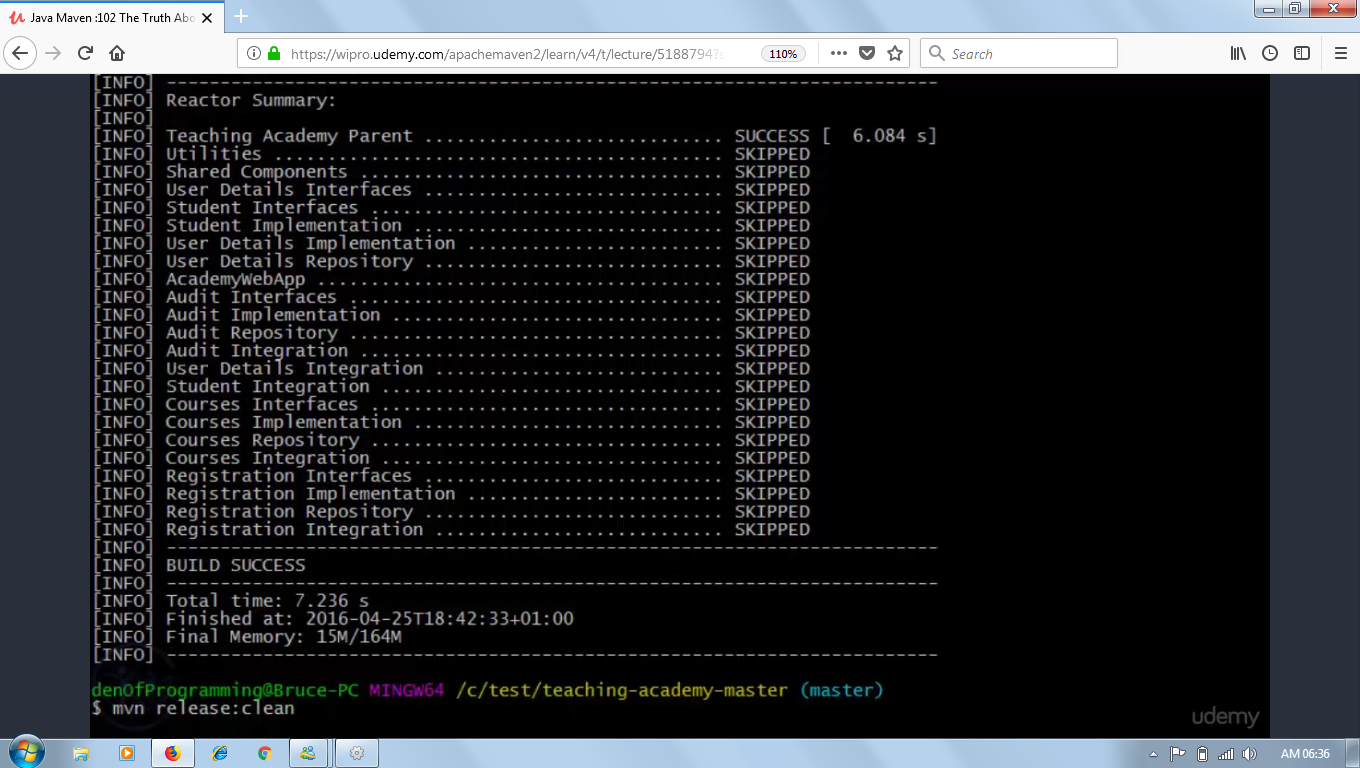 Java Maven :102 The Truth Abo
https://wipro.udemy.com/apachemaven2/learn/v4/t/lecture/5188794?s
110%
Search
[INFO] ------------------------------------------------------------------------
[INFO] Reactor Summary:
[INFO]
[INFO] Teaching Academy Parent ............................ SUCCESS [  6.084 s]
[INFO] Utilities .......................................... SKIPPED
[INFO] Shared Components .................................. SKIPPED
[INFO] User Details Interfaces ............................ SKIPPED
[INFO] Student Interfaces ................................. SKIPPED
[INFO] Student Implementation ............................. SKIPPED
[INFO] User Details Implementation ........................ SKIPPED
[INFO] User Details Repository ............................ SKIPPED
[INFO] AcademyWebApp ...................................... SKIPPED
[INFO] Audit Interfaces ................................... SKIPPED
[INFO] Audit Implementation ............................... SKIPPED
[INFO] Audit Repository ................................... SKIPPED
[INFO] Audit Integration .................................. SKIPPED
[INFO] User Details Integration ........................... SKIPPED
[INFO] Student Integration ................................ SKIPPED
[INFO] Courses Interfaces ................................. SKIPPED
[INFO] Courses Implementation ............................. SKIPPED
[INFO] Courses Repository ................................. SKIPPED
[INFO] Courses Integration ................................ SKIPPED
[INFO] Registration Interfaces ............................ SKIPPED
[INFO] Registration Implementation ........................ SKIPPED
[INFO] Registration Repository ............................ SKIPPED
[INFO] Registration Integration ........................... SKIPPED
[INFO] ------------------------------------------------------------------------
[INFO] BUILD SUCCESS
[INFO] ------------------------------------------------------------------------
[INFO] Total time: 7.236 s
[INFO] Finished at: 2016-04-25T18:42:33+01:00
[INFO] Final Memory: 15M/164M
[INFO] ------------------------------------------------------------------------
denOfProgramming@Bruce-PC MINGW64 /c/test/teaching-academy-master (master)
$ mvn release:clean
udemy
AM 06:36